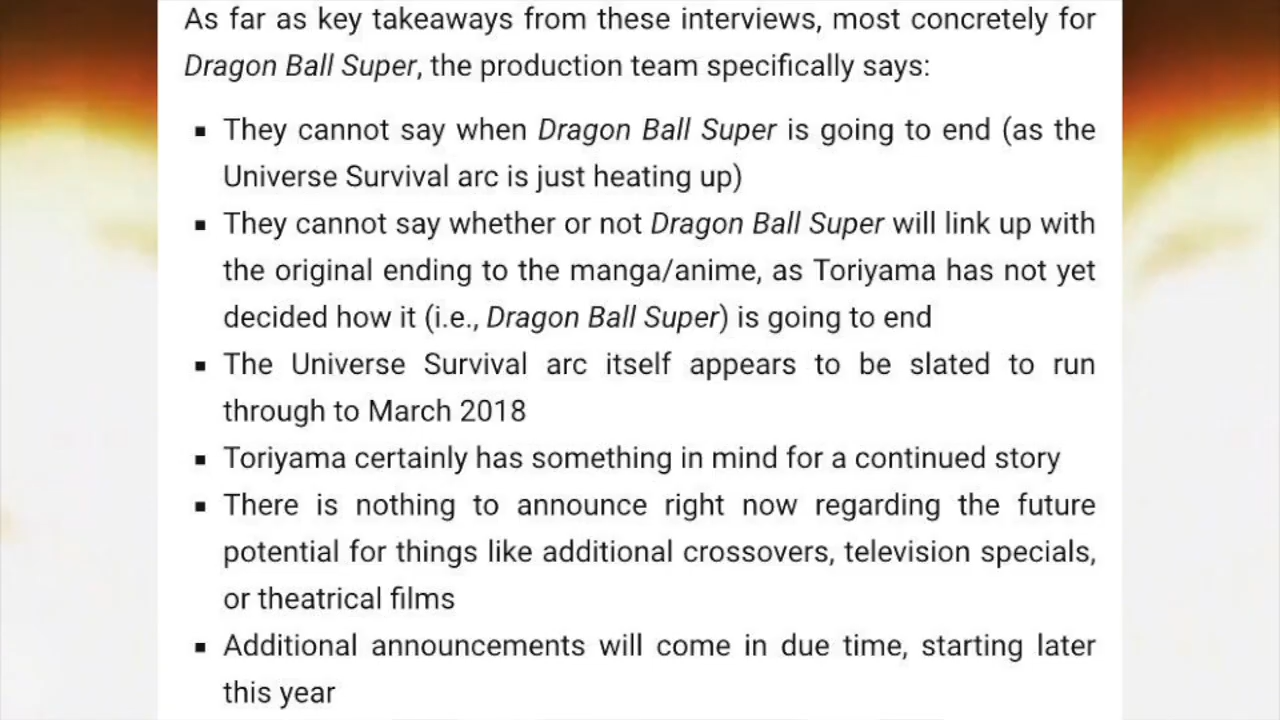 As far as key takeaways from these interviews, most concretely for
Dragon Ball Super, the production team specifically says:
▪ They cannot say when Dragon Ball Super is going to end (as the
Universe Survival arc is just heating up)
▪ They cannot say whether or not Dragon Ball Super will link up with
the original ending to the manga/anime, as Toriyama has not yet
decided how it (i.e., Dragon Ball Super) is going to end
▪ The Universe Survival arc itself appears to be slated to run
through to March 2018
▪ Toriyama certainly has something in mind for a continued story
▪ There is nothing to announce right now regarding the future
potential for things like additional crossovers, television specials,
or theatrical films
▪ Additional announcements will come in due time, starting later
this year